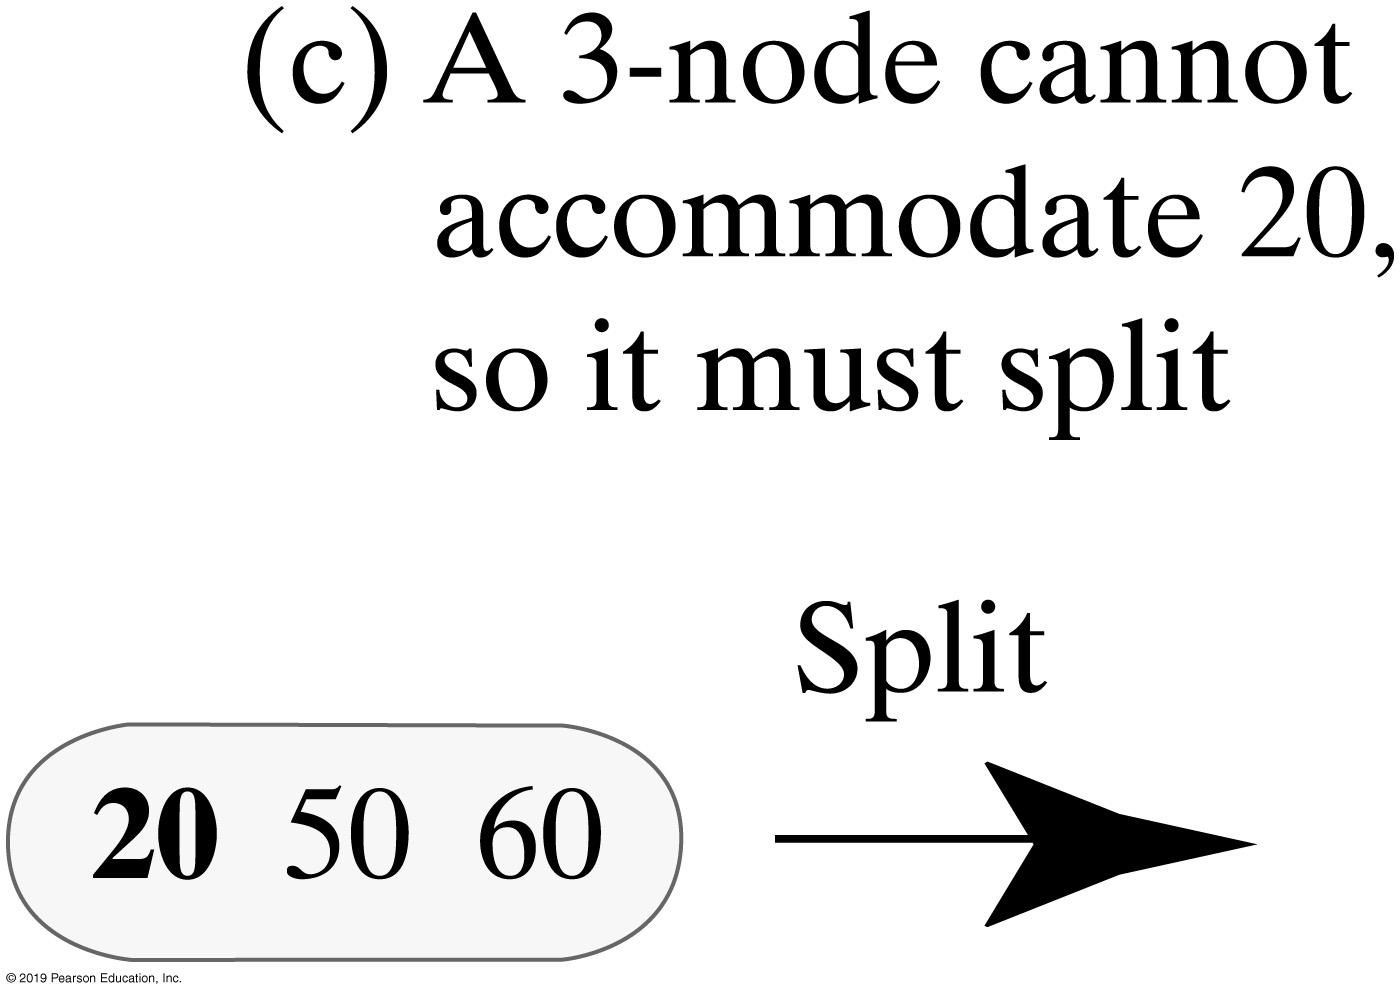 (c) A 3-node cannot
accommodate 20,
so it must split
Split
20 50 60
© 2019 Pearson Education, Inc.